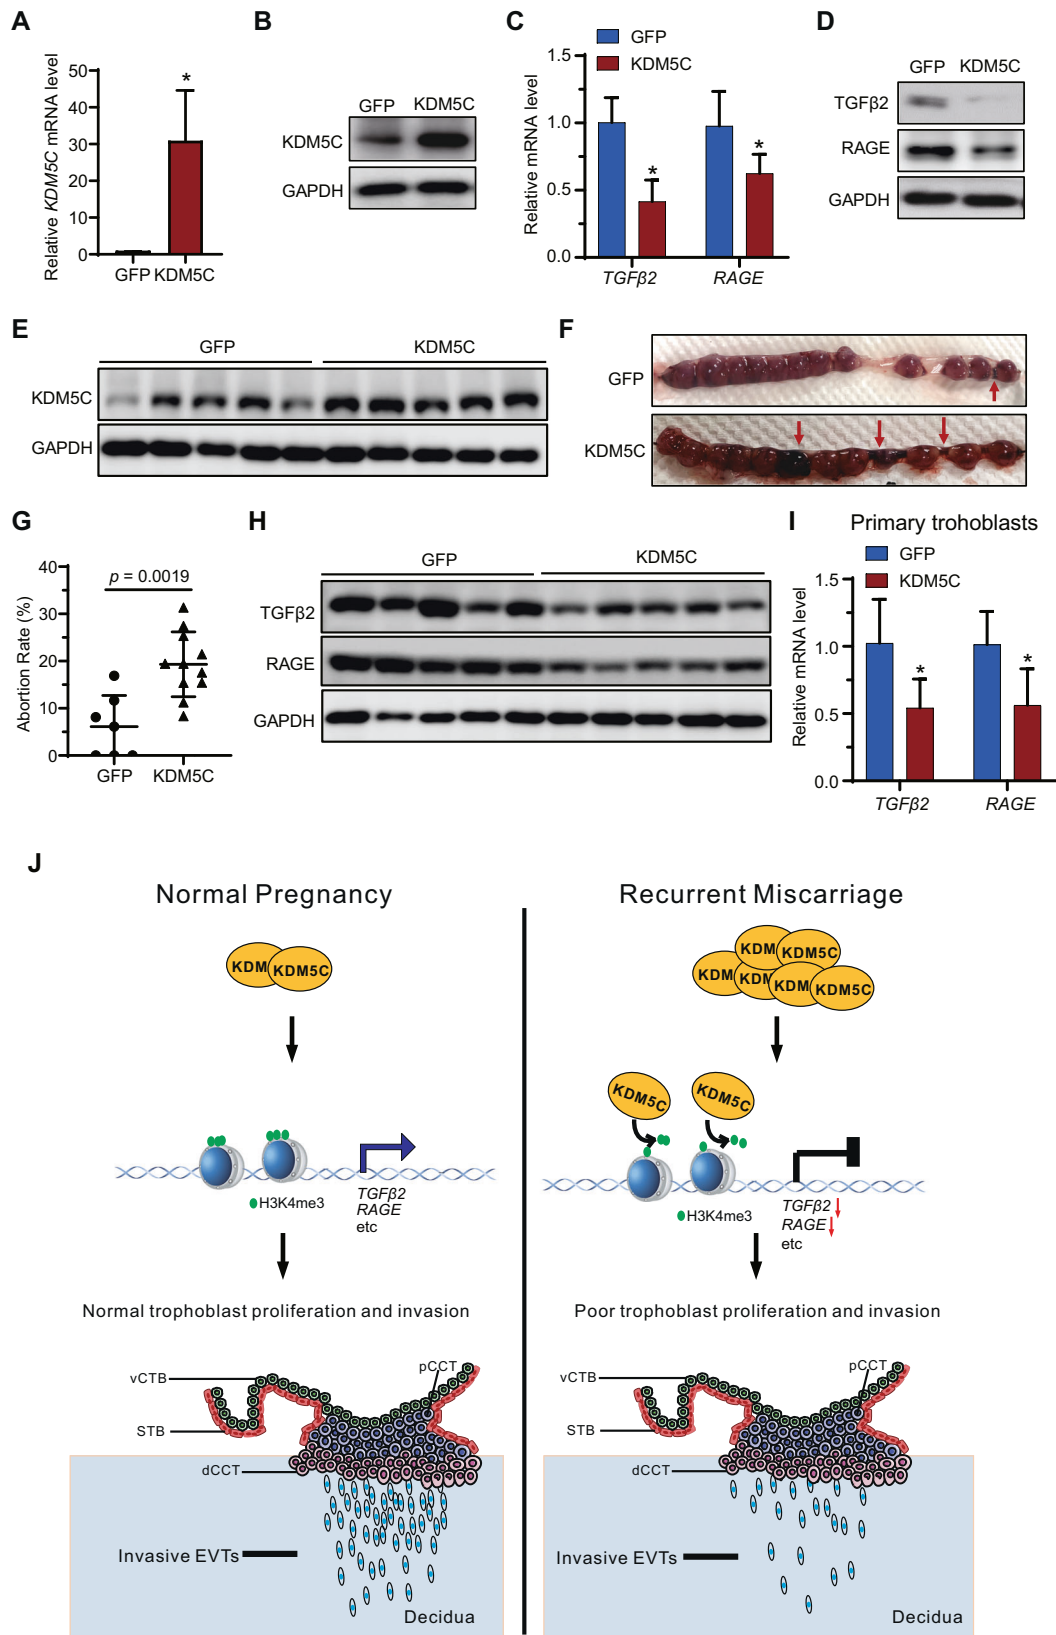 A
Relative KDM5C mRNA level
50
40
30
20
10
0
*
GFP KDM5C
B
GFP KDM5C
KDM5C
GAPDH
C
GFP
KDM5C
Relative mRNA level
1.5
1.0
0.5
0.0
*
*
TGFβ2 RAGE
D
GFP KDM5C
TGFβ2
RAGE
GAPDH
E
GFP KDM5C
KDM5C
GAPDH
F
GFP
KDM5C
G
Abortion Rate (%)
40
30
20
10
0
p = 0.0019
GFP KDM5C
H
GFP KDM5C
TGFβ2
RAGE
GAPDH
I
Primary trohoblasts
GFP
KDM5C
Relative mRNA level
1.5
1.0
0.5
0.0
*
*
TGFβ2 RAGE
J
Normal Pregnancy
KDM KDM5C
H3K4me3
TGFβ2
RAGE
etc
Normal trophoblast proliferation and invasion
pCCT
vCTB
STB
dCCT
Invasive EVTs
Decidua
Recurrent Miscarriage
KDM KDM5C
KDM KDM KDM KDM5C
KDM5C KDM5C
H3K4me3
TGFβ2
RAGE
etc
Poor trophoblast proliferation and invasion
pCCT
vCTB
STB
dCCT
Invasive EVTs
Decidua